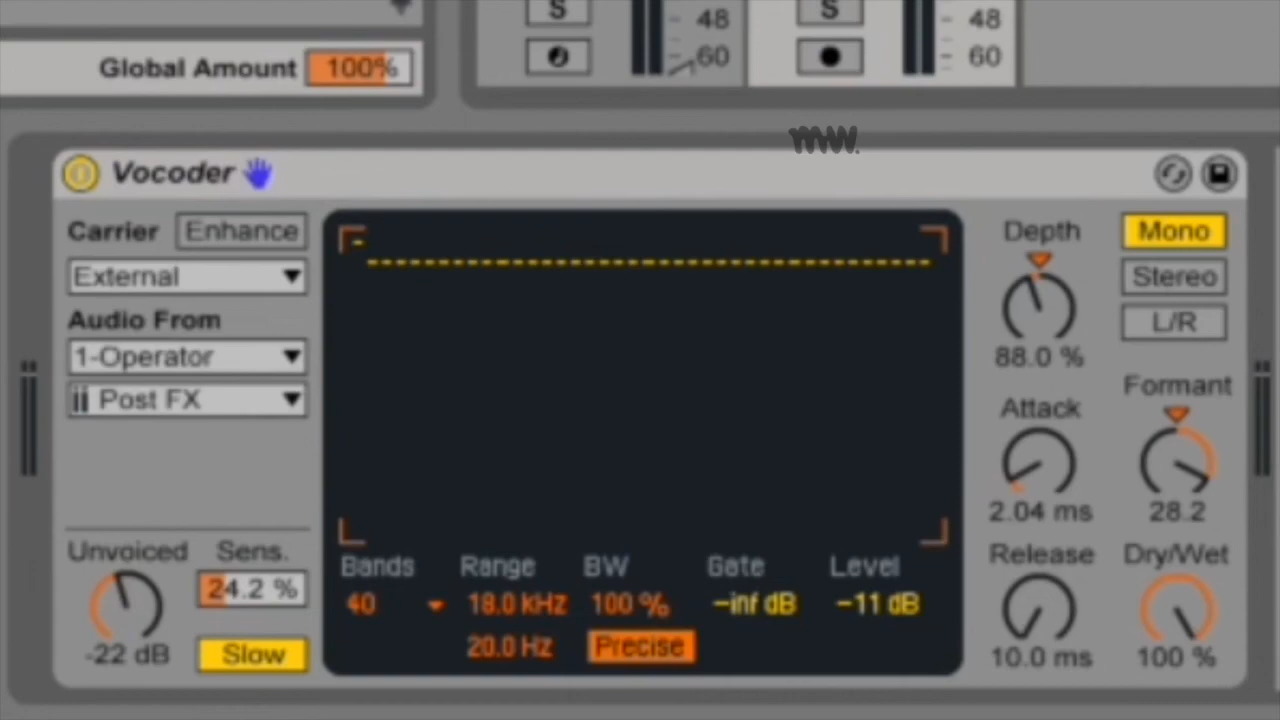 S
S
48
48
60
60
Global Amount 100%
mw.
Vocoder
Carrier Enhance
External
Audio From
1-Operator
Post FX
Unvoiced Sens.
24.2 %
-22 dB
Slow
Bands Range BW Gate Level
40 18.0 kHz 100 % -inf dB -11 dB
20.0 Hz Precise
Depth
88.0 %
Attack
2.04 ms
Release
10.0 ms
Mono
Stereo
L/R
Formant
28.2
Dry/Wet
100 %